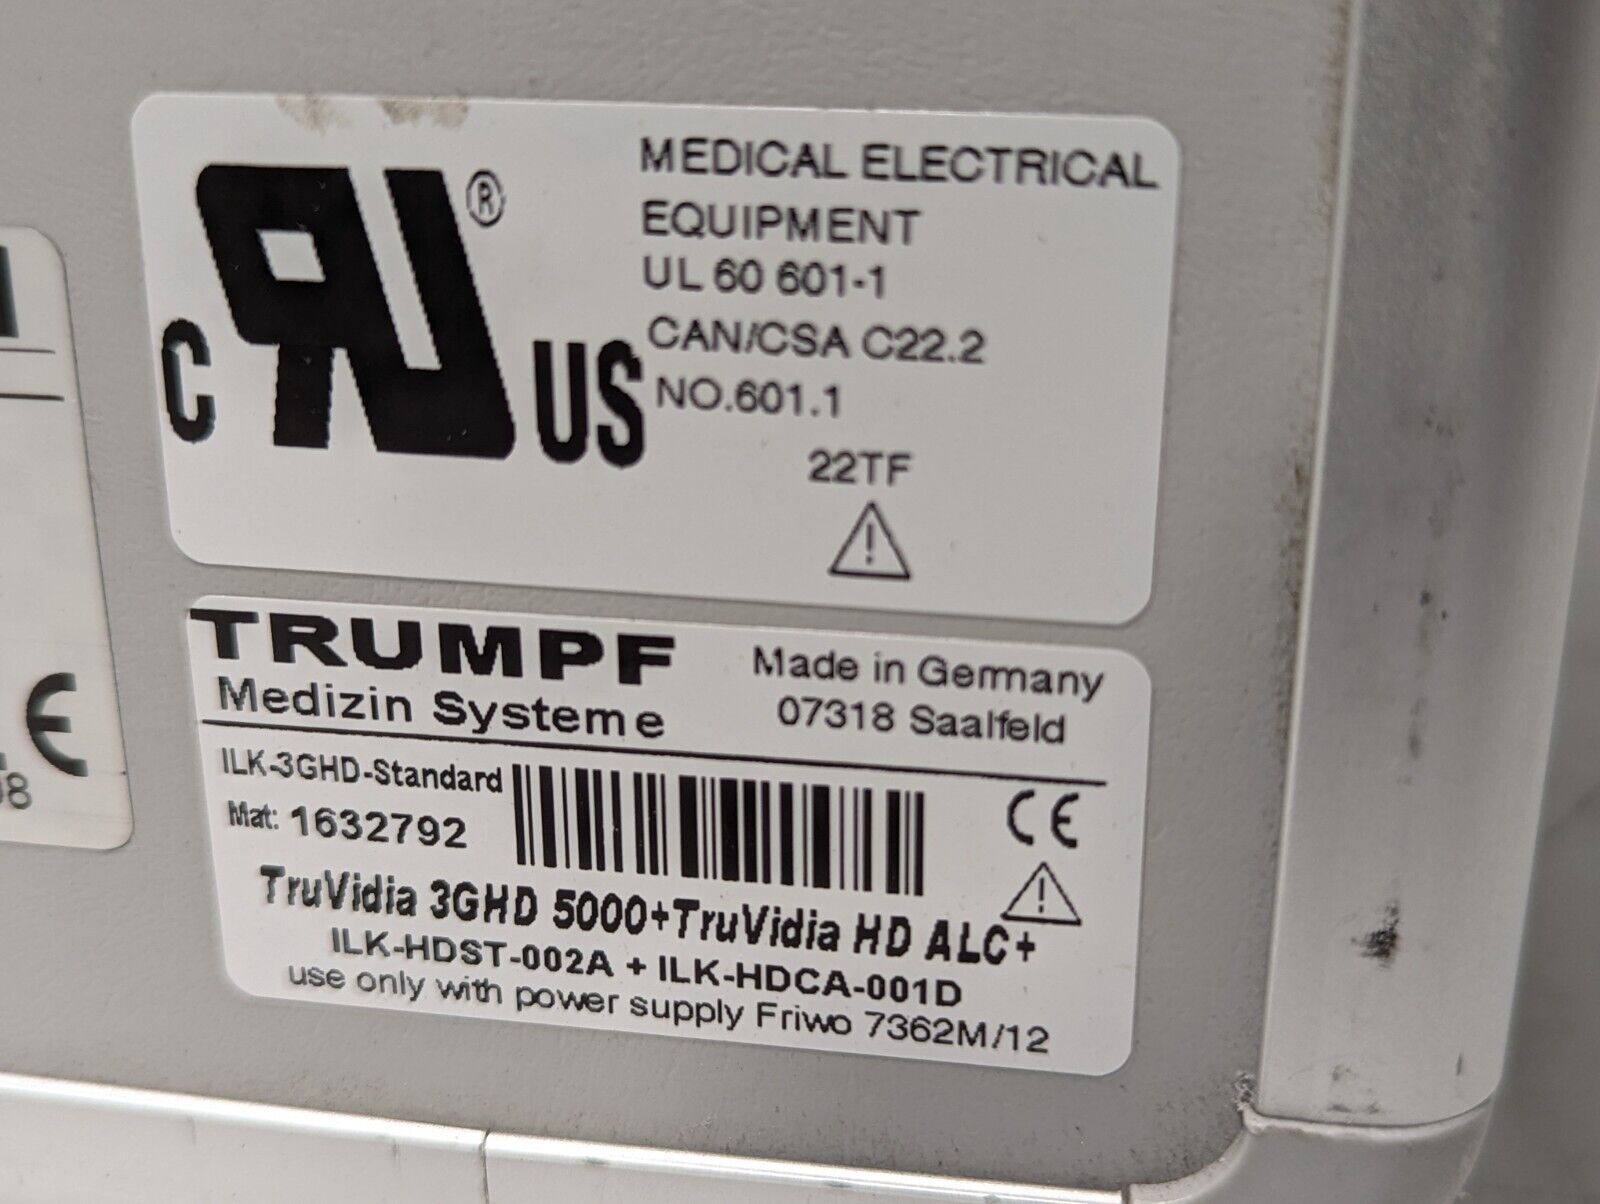 c RU ® US
MEDICAL ELECTRICAL
EQUIPMENT
UL 60 601-1
CAN/CSA C22.2
NO.601.1
22TF
TRUMPF
Medizin Systeme
Made in Germany
07318 Saalfeld
ILK-3GHD-Standard
Mat: 1632792
CE
TruVidia 3GHD 5000+TruVidia HD ALC+
ILK-HDST-002A + ILK-HDCA-001D
use only with power supply Friwo 7362M/12